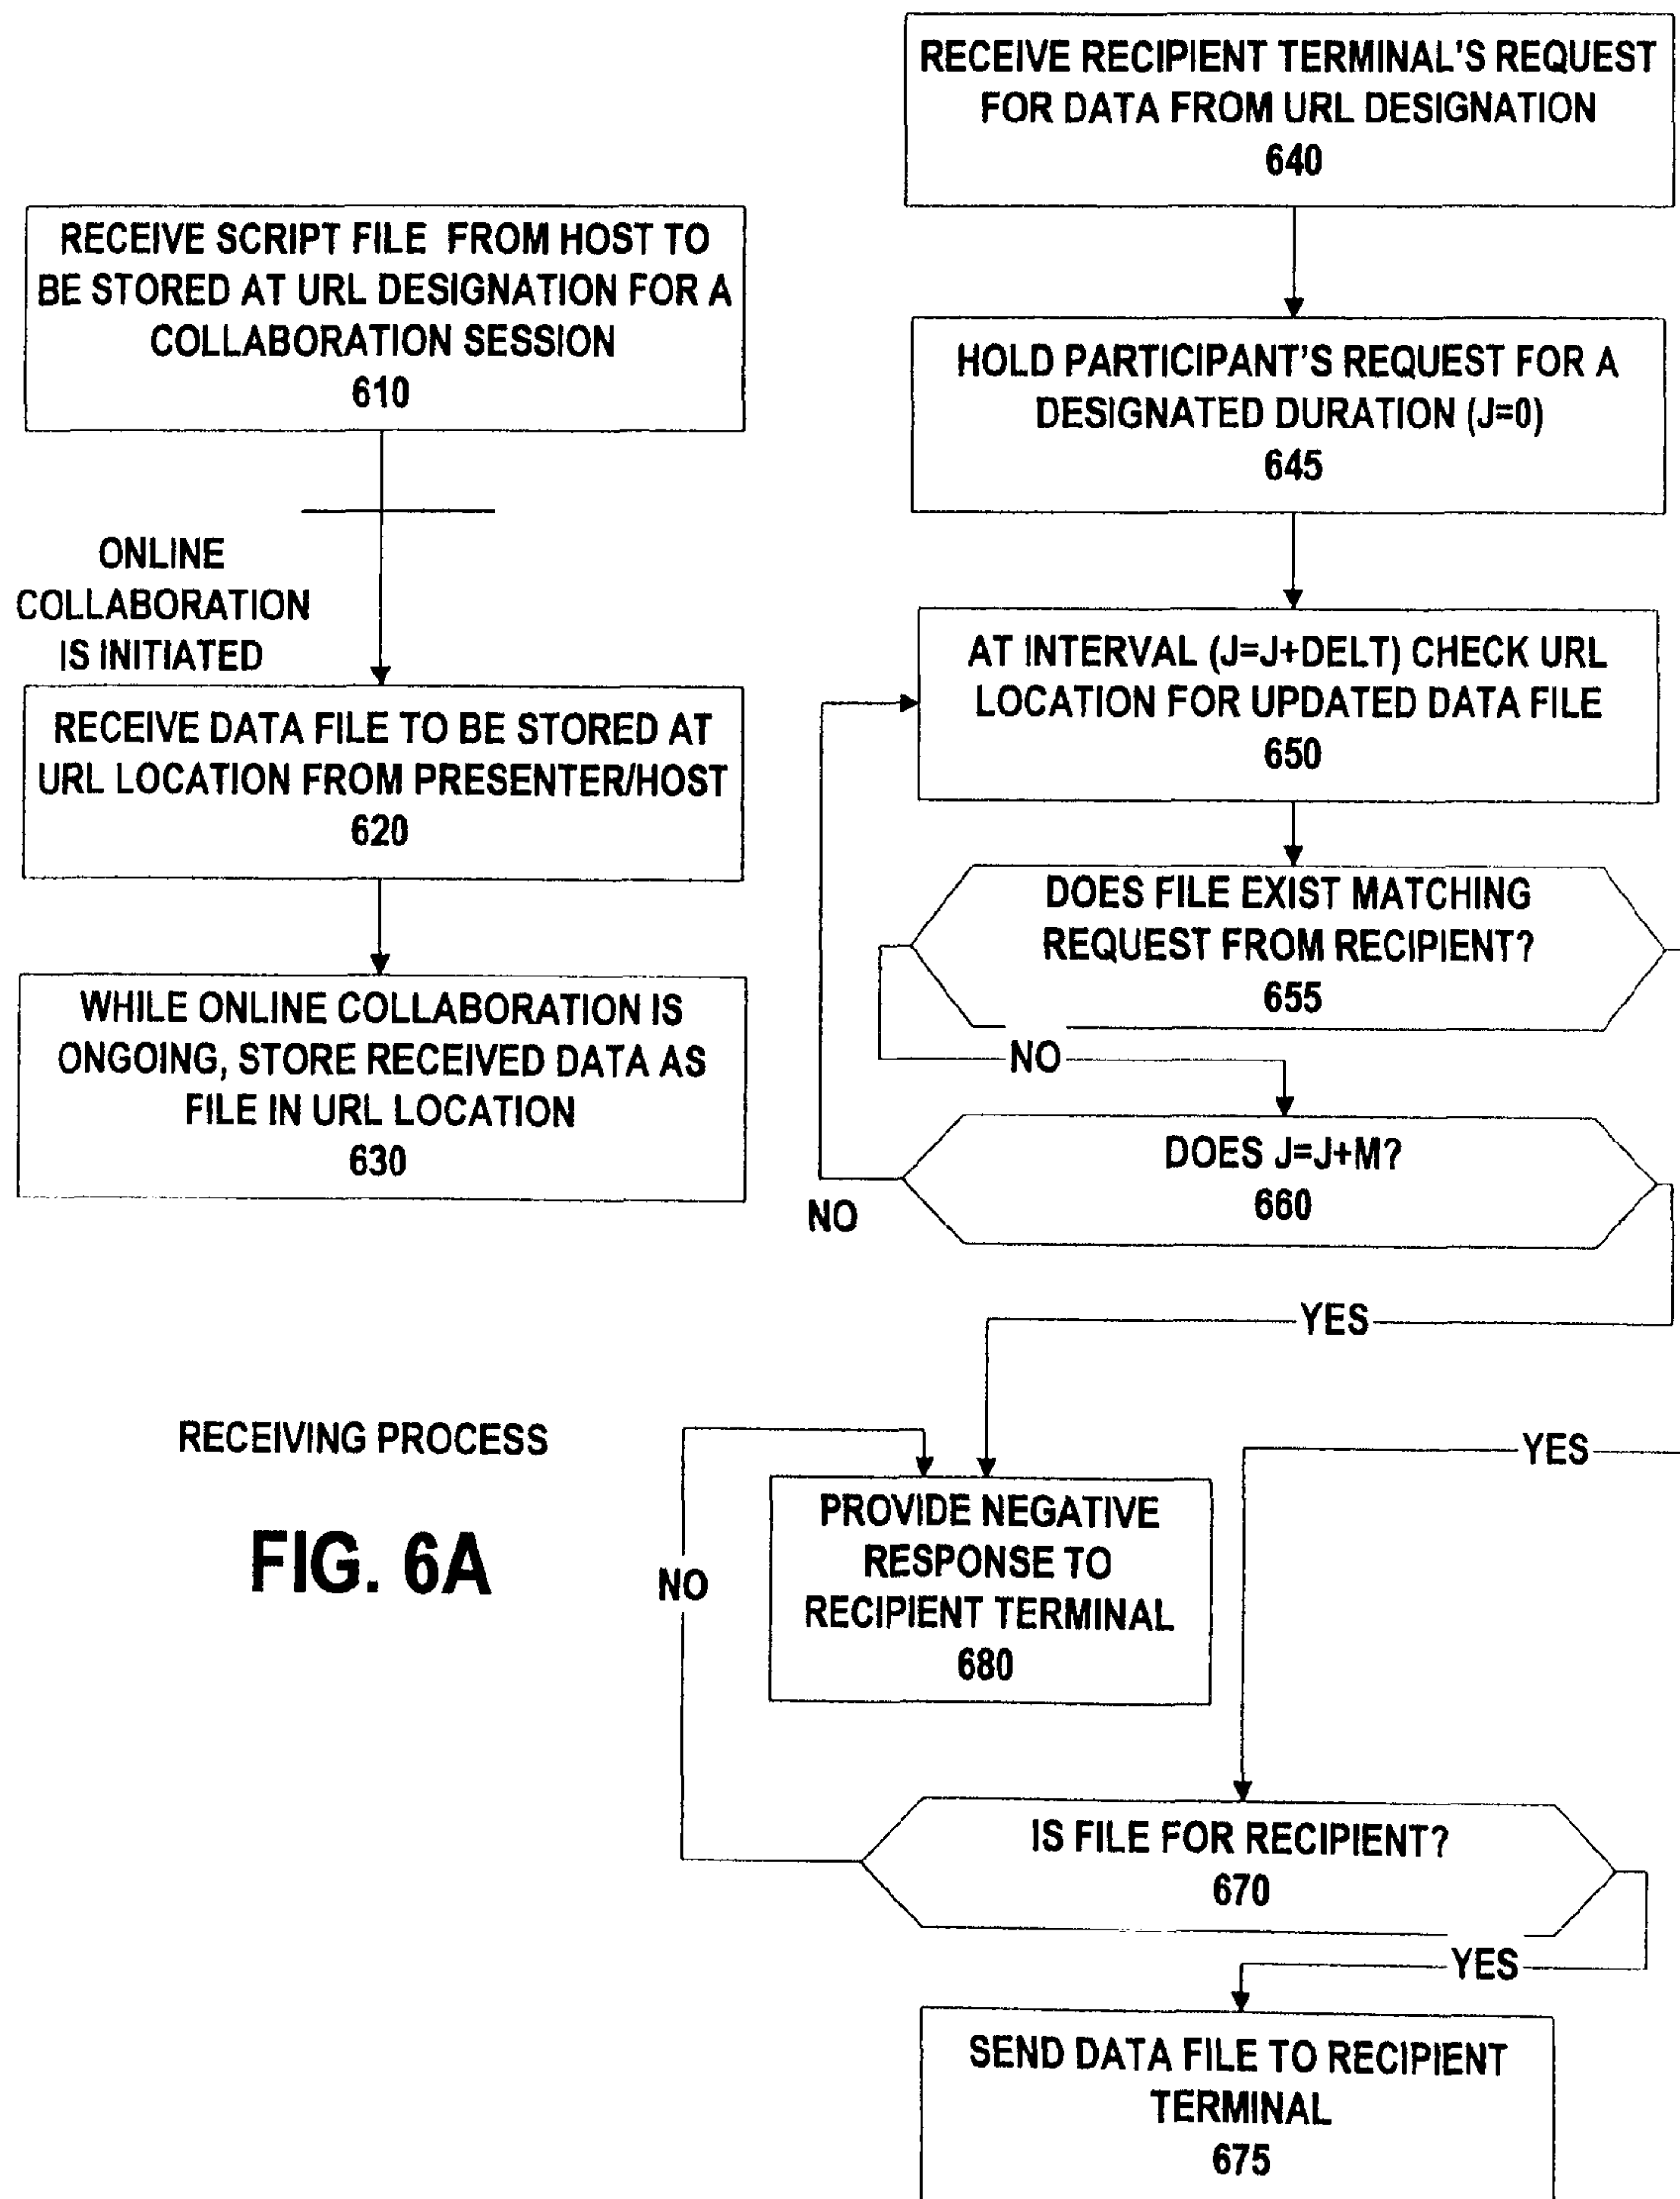 RECEIVE SCRIPT FILE FROM HOST TO
BE STORED AT URL DESIGNATION FOR A
COLLABORATION SESSION
610
ONLINE
COLLABORATION
IS INITIATED
RECEIVE DATA FILE TO BE STORED AT
URL LOCATION FROM PRESENTER/HOST
620
WHILE ONLINE COLLABORATION IS
ONGOING, STORE RECEIVED DATA AS
FILE IN URL LOCATION
630
RECEIVING PROCESS
FIG. 6A
RECEIVE RECIPIENT TERMINAL'S REQUEST
FOR DATA FROM URL DESIGNATION
640
HOLD PARTICIPANT'S REQUEST FOR A
DESIGNATED DURATION (J=0)
645
AT INTERVAL (J=J+DELT) CHECK URL
LOCATION FOR UPDATED DATA FILE
650
DOES FILE EXIST MATCHING
REQUEST FROM RECIPIENT?
655
NO
DOES J=J+M?
660
NO
YES
YES
PROVIDE NEGATIVE
RESPONSE TO
RECIPIENT TERMINAL
680
NO
IS FILE FOR RECIPIENT?
670
YES
SEND DATA FILE TO RECIPIENT
TERMINAL
675